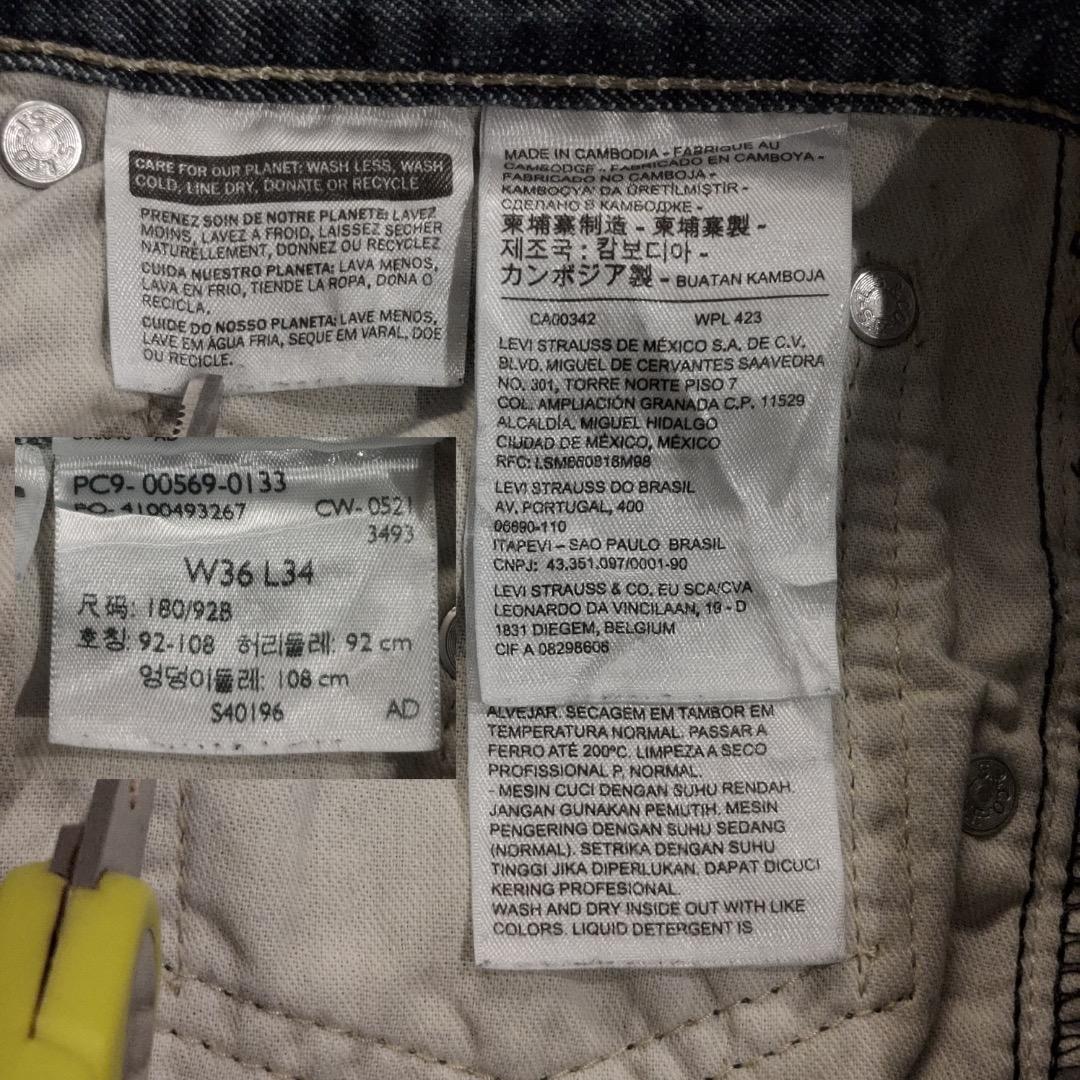 CARE FOR OUR PLANET: WASH LESS, WASH
COLD, LINE DRY, DONATE OR RECYCLE
PRENEZ SOIN DE NOTRE PLANETE: LAVEZ
MOINS, LAVEZ A FROID, LAISSEZ SECHER
NATURELLEMENT, DONNEZ OU RECYCLEZ
CUIDA NUESTRO PLANETA: LAVA MENOS,
LAVA EN FRIO, TIENDE LA ROPA, DONA O
RECICLA.
CUIDE DO NOSSO PLANETA: LAVE MENOS,
LAVE EM ÁGUA FRIA, SEQUE EM VARAL, DOE
OU RECICLE.
MADE IN CAMBODIA - FABRIQUE AU
CAMBODGE - FABRICADO EN CAMBOYA -
FABRICADO NO CAMBOJA -
KAMBOÇYA' DA ÜRETİLMİŞTİR -
СДЕЛАНО В КАМБОДЖЕ -
柬埔寨制造 - 柬埔寨製 -
제조국 : 캄보디아 -
カンボジア製 - BUATAN KAMBOJA
CA00342 WPL 423
LEVI STRAUSS DE MÉXICO S.A. DE C.V.
BLVD. MIGUEL DE CERVANTES SAAVEDRA
NO. 301, TORRE NORTE PISO 7
COL. AMPLIACIÓN GRANADA C.P. 11529
ALCALDÍA. MIGUEL HIDALGO
CIUDAD DE MÉXICO, MÉXICO
RFC: LSM650818M98
LEVI STRAUSS DO BRASIL
AV. PORTUGAL, 400
06690-110
ITAPEVI – SAO PAULO BRASIL
CNPJ: 43.351.097/0001-90
LEVI STRAUSS & CO. EU SCA/CVA
LEONARDO DA VINCILAAN, 19 - D
1831 DIEGEM, BELGIUM
CIF A 08298606
ALVEJAR. SECAGEM EM TAMBOR EM
TEMPERATURA NORMAL. PASSAR A
FERRO ATÉ 200°C. LIMPEZA A SECO
PROFISSIONAL P, NORMAL.
- MESIN CUCI DENGAN SUHU RENDAH.
JANGAN GUNAKAN PEMUTIH. MESIN
PENGERING DENGAN SUHU SEDANG
(NORMAL). SETRIKA DENGAN SUHU
TINGGI JIKA DIPERLUKAN. DAPAT DICUCI
KERING PROFESIONAL.
WASH AND DRY INSIDE OUT WITH LIKE
COLORS. LIQUID DETERGENT IS
PC9- 00569-0133
PO- 4100493267 CW- 0521
3493
W36 L34
尺码: 180/92B
호칭: 92-108 허리둘레: 92 cm
엉덩이둘레: 108 cm
S40196 AD